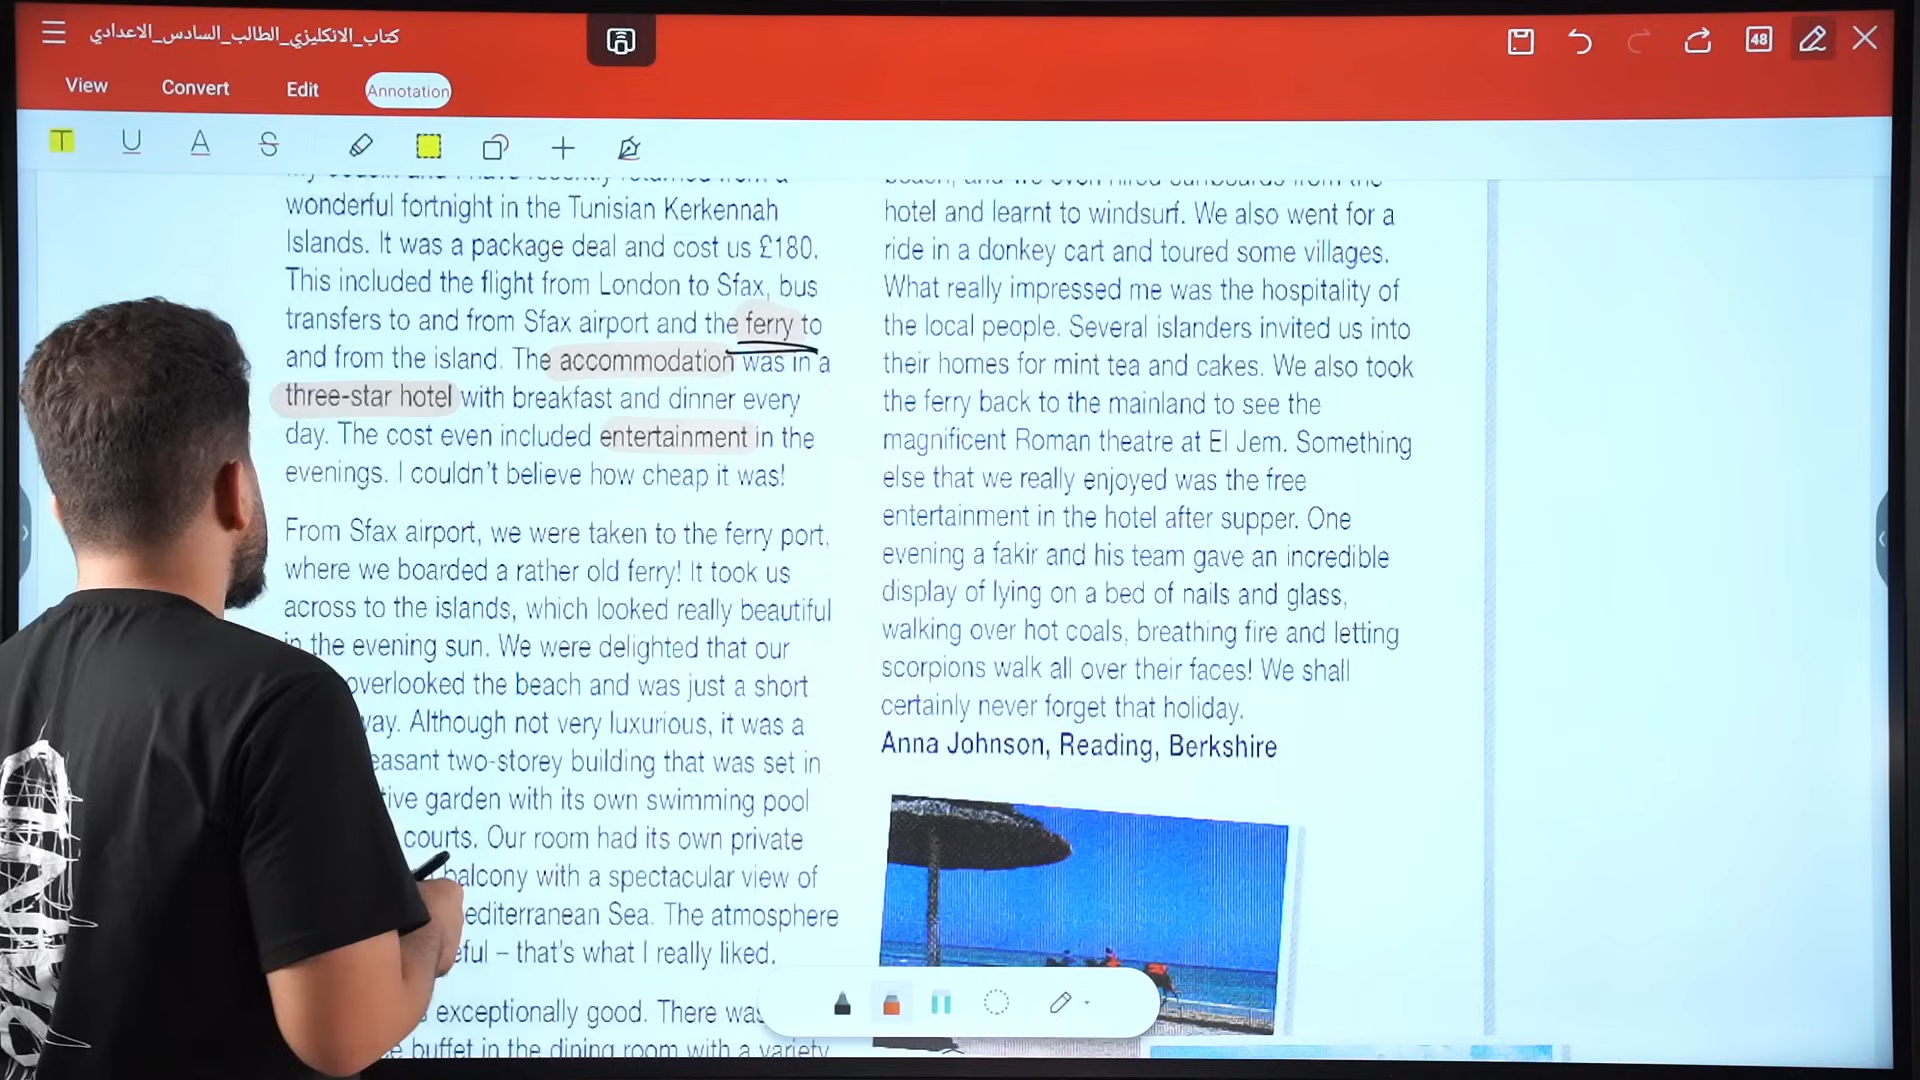 كتاب_الانكليزي_الطالب_السادس_الاعدادي
48
View Convert Edit Annotation
T U A S
wonderful fortnight in the Tunisian Kerkennah
Islands. It was a package deal and cost us £180.
This included the flight from London to Sfax, bus
transfers to and from Sfax airport and the ferry to
and from the island. The accommodation was in a
three-star hotel with breakfast and dinner every
day. The cost even included entertainment in the
evenings. I couldn't believe how cheap it was!
From Sfax airport, we were taken to the ferry port,
where we boarded a rather old ferry! It took us
across to the islands, which looked really beautiful
in the evening sun. We were delighted that our
overlooked the beach and was just a short
way. Although not very luxurious, it was a
easant two-storey building that was set in
tive garden with its own swimming pool
courts. Our room had its own private
balcony with a spectacular view of
editerranean Sea. The atmosphere
eful – that's what I really liked.
exceptionally good. There was
buffet in the dining room with a variety
hotel and learnt to windsurf. We also went for a
ride in a donkey cart and toured some villages.
What really impressed me was the hospitality of
the local people. Several islanders invited us into
their homes for mint tea and cakes. We also took
the ferry back to the mainland to see the
magnificent Roman theatre at El Jem. Something
else that we really enjoyed was the free
entertainment in the hotel after supper. One
evening a fakir and his team gave an incredible
display of lying on a bed of nails and glass,
walking over hot coals, breathing fire and letting
scorpions walk all over their faces! We shall
certainly never forget that holiday.
Anna Johnson, Reading, Berkshire